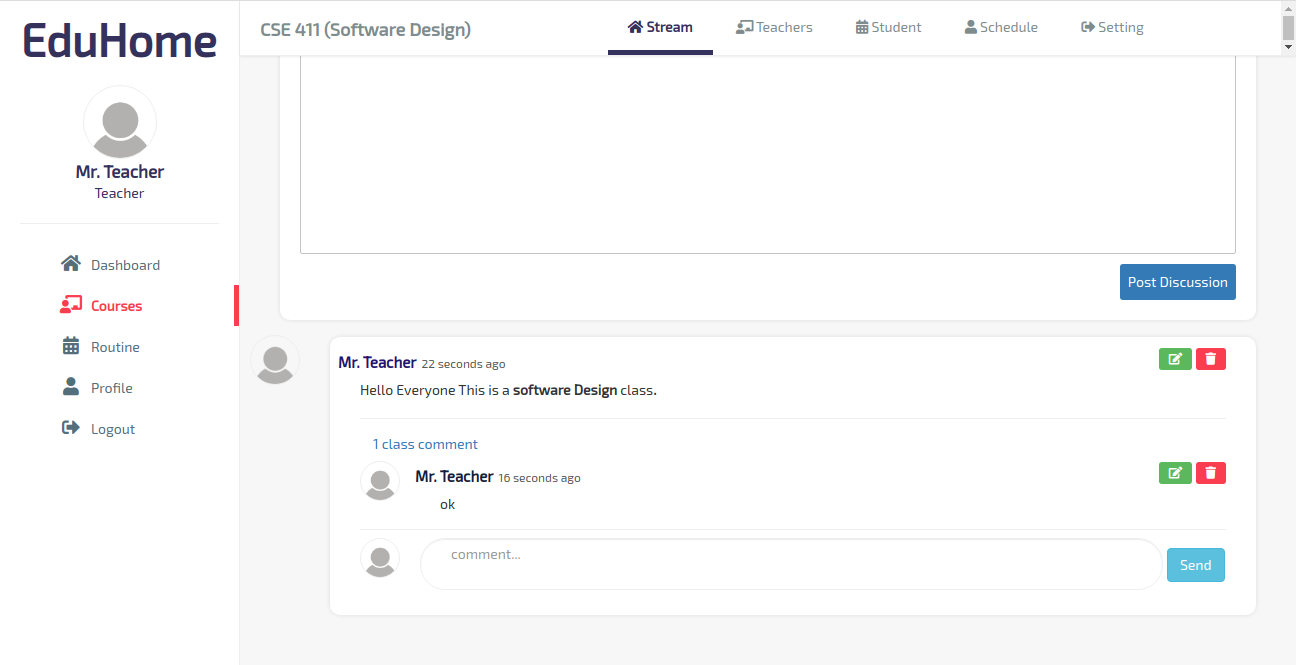 EduHome
Mr. Teacher
Teacher
Dashboard
Courses
Routine
Profile
Logout
CSE 411 (Software Design)
Stream
Teachers
Student
Schedule
Setting
Post Discussion
Mr. Teacher 22 seconds ago
Hello Everyone This is a software Design class.
1 class comment
Mr. Teacher 16 seconds ago
ok
comment...
Send